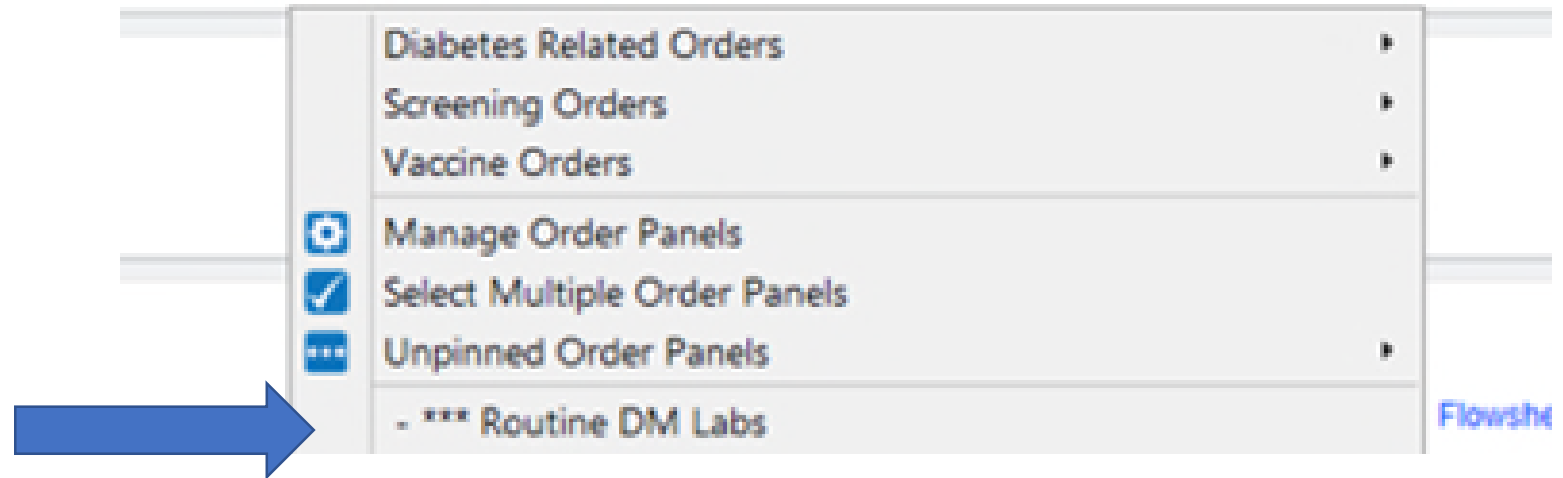 Diabetes Related Orders
Screening Orders
Vaccine Orders
Manage Order Panels
Select Multiple Order Panels
Unpinned Order Panels
- *** Routine DM Labs